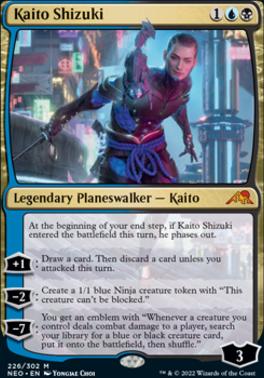 Kaito Shizuki 1
Legendary Planeswalker — Kaito
At the beginning of your end step, if Kaito Shizuki
entered the battlefield this turn, he phases out.
+1: Draw a card. Then discard a card unless you
attacked this turn.
−2: Create a 1/1 blue Ninja creature token with "This
creature can't be blocked."
−7: You get an emblem with "Whenever a creature you
control deals combat damage to a player, search
your library for a blue or black creature card,
put it onto the battlefield, then shuffle."
3
226/302 M
NEO • EN YONGJAE CHOI
™ & © 2022 Wizards of the Coast